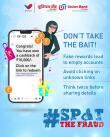 Union Bank
DON'T TAKE
THE BAIT!
Congrats!
You have won
a cashback of
₹10,000/-
Click on the
link to redeem
Fake rewards lead
to empty accounts
Avoid clicking on
unknown links
Think twice before
sharing details
#SPOT
THE FRAUD